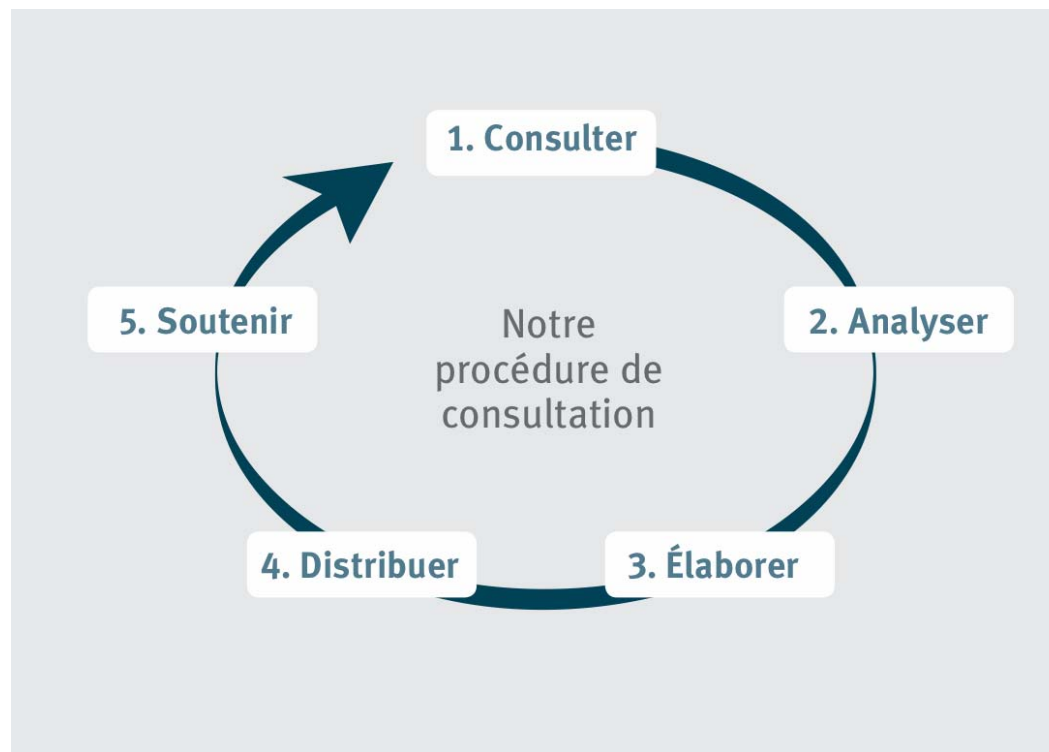 1. Consulter
2. Analyser
3. Élaborer
4. Distribuer
5. Soutenir
Notre
procédure de
consultation